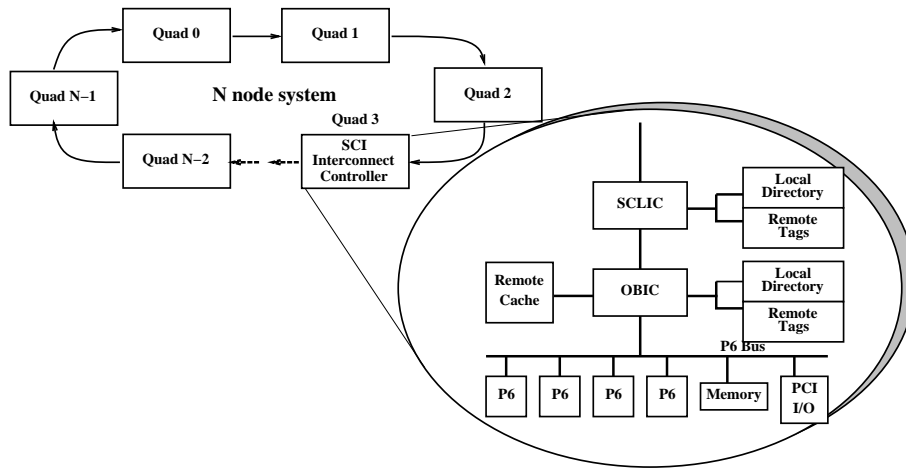 Quad 0
Quad 1
Quad N−1
N node system
Quad 2
Quad 3
Quad N−2
SCI
Interconnect
Controller
SCLIC
Local
Directory
Remote
Tags
Remote
Cache
OBIC
Local
Directory
Remote
Tags
P6 Bus
P6
P6
P6
P6
Memory
PCI
I/O